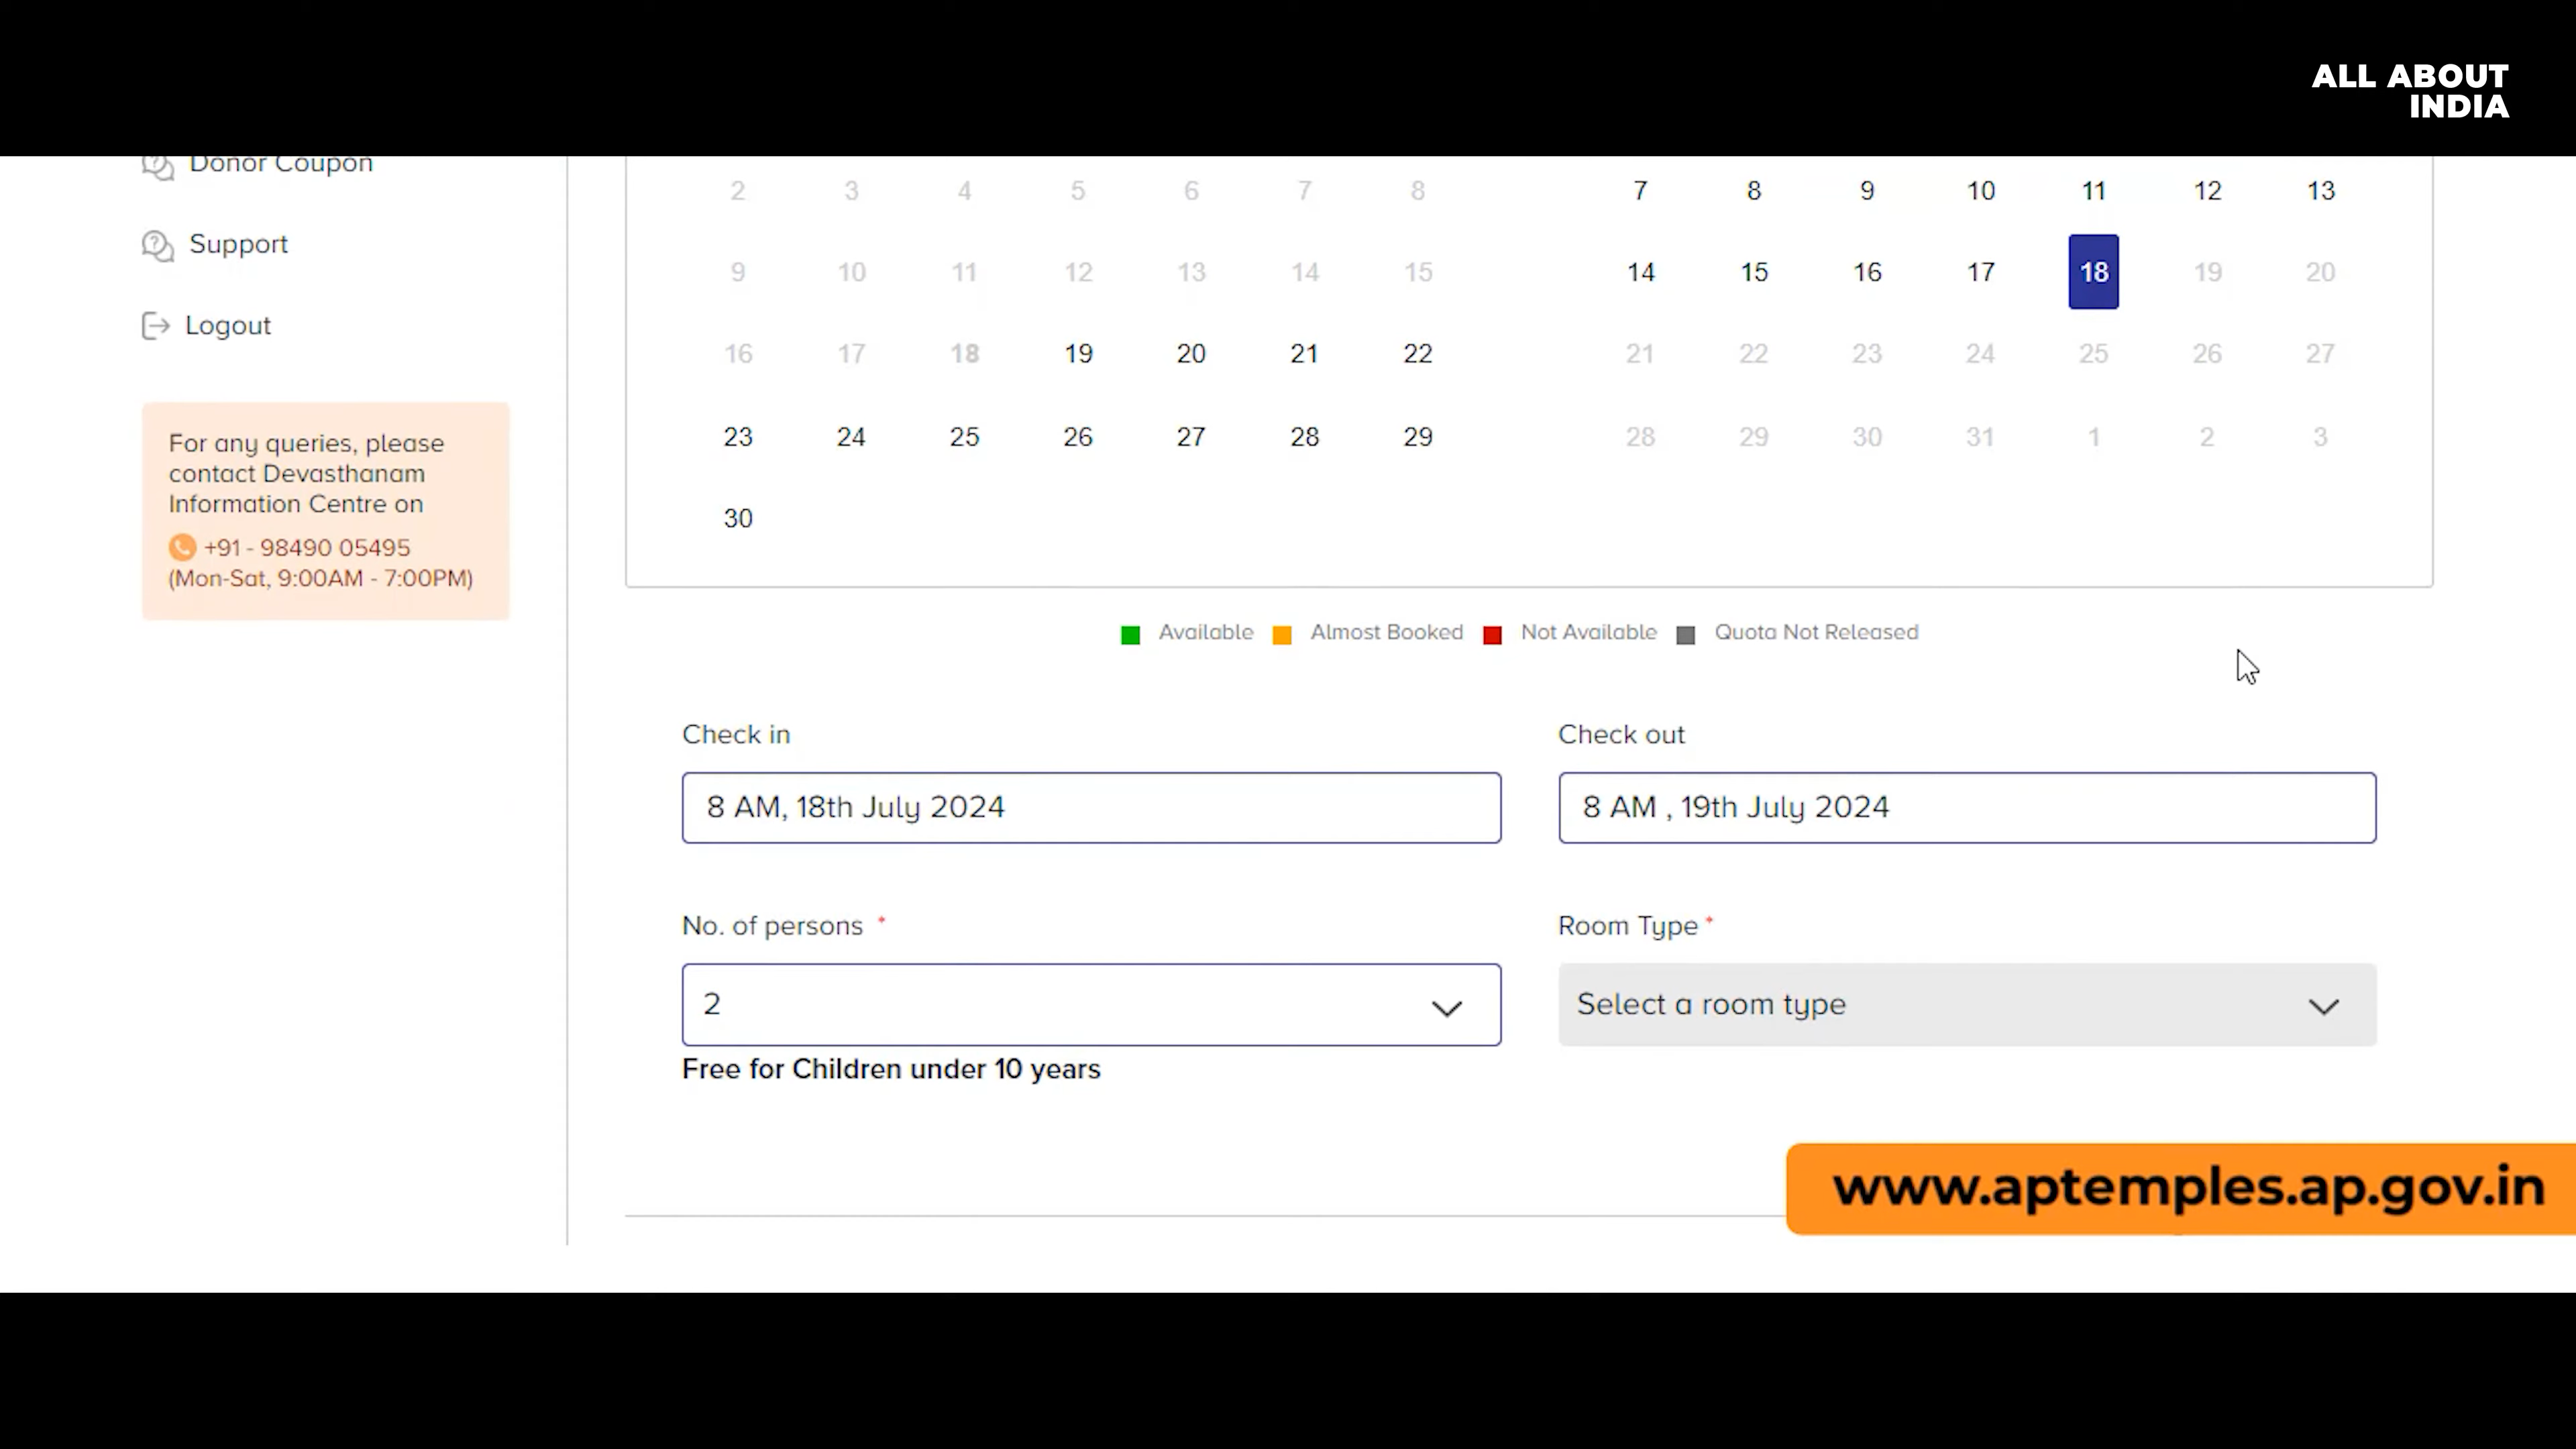 ALL ABOUT
INDIA
Donor Coupon
Support
Logout
For any queries, please
contact Devasthanam
Information Centre on
+91 - 98490 05495
(Mon-Sat, 9:00AM - 7:00PM)
2 3 4 5 6 7 8
9 10 11 12 13 14 15
16 17 18 19 20 21 22
23 24 25 26 27 28 29
30
7 8 9 10 11 12 13
14 15 16 17 18 19 20
21 22 23 24 25 26 27
28 29 30 31 1 2 3
Available Almost Booked Not Available Quota Not Released
Check in
8 AM, 18th July 2024
Check out
8 AM , 19th July 2024
No. of persons *
2
Free for Children under 10 years
Room Type *
Select a room type
www.aptemples.ap.gov.in